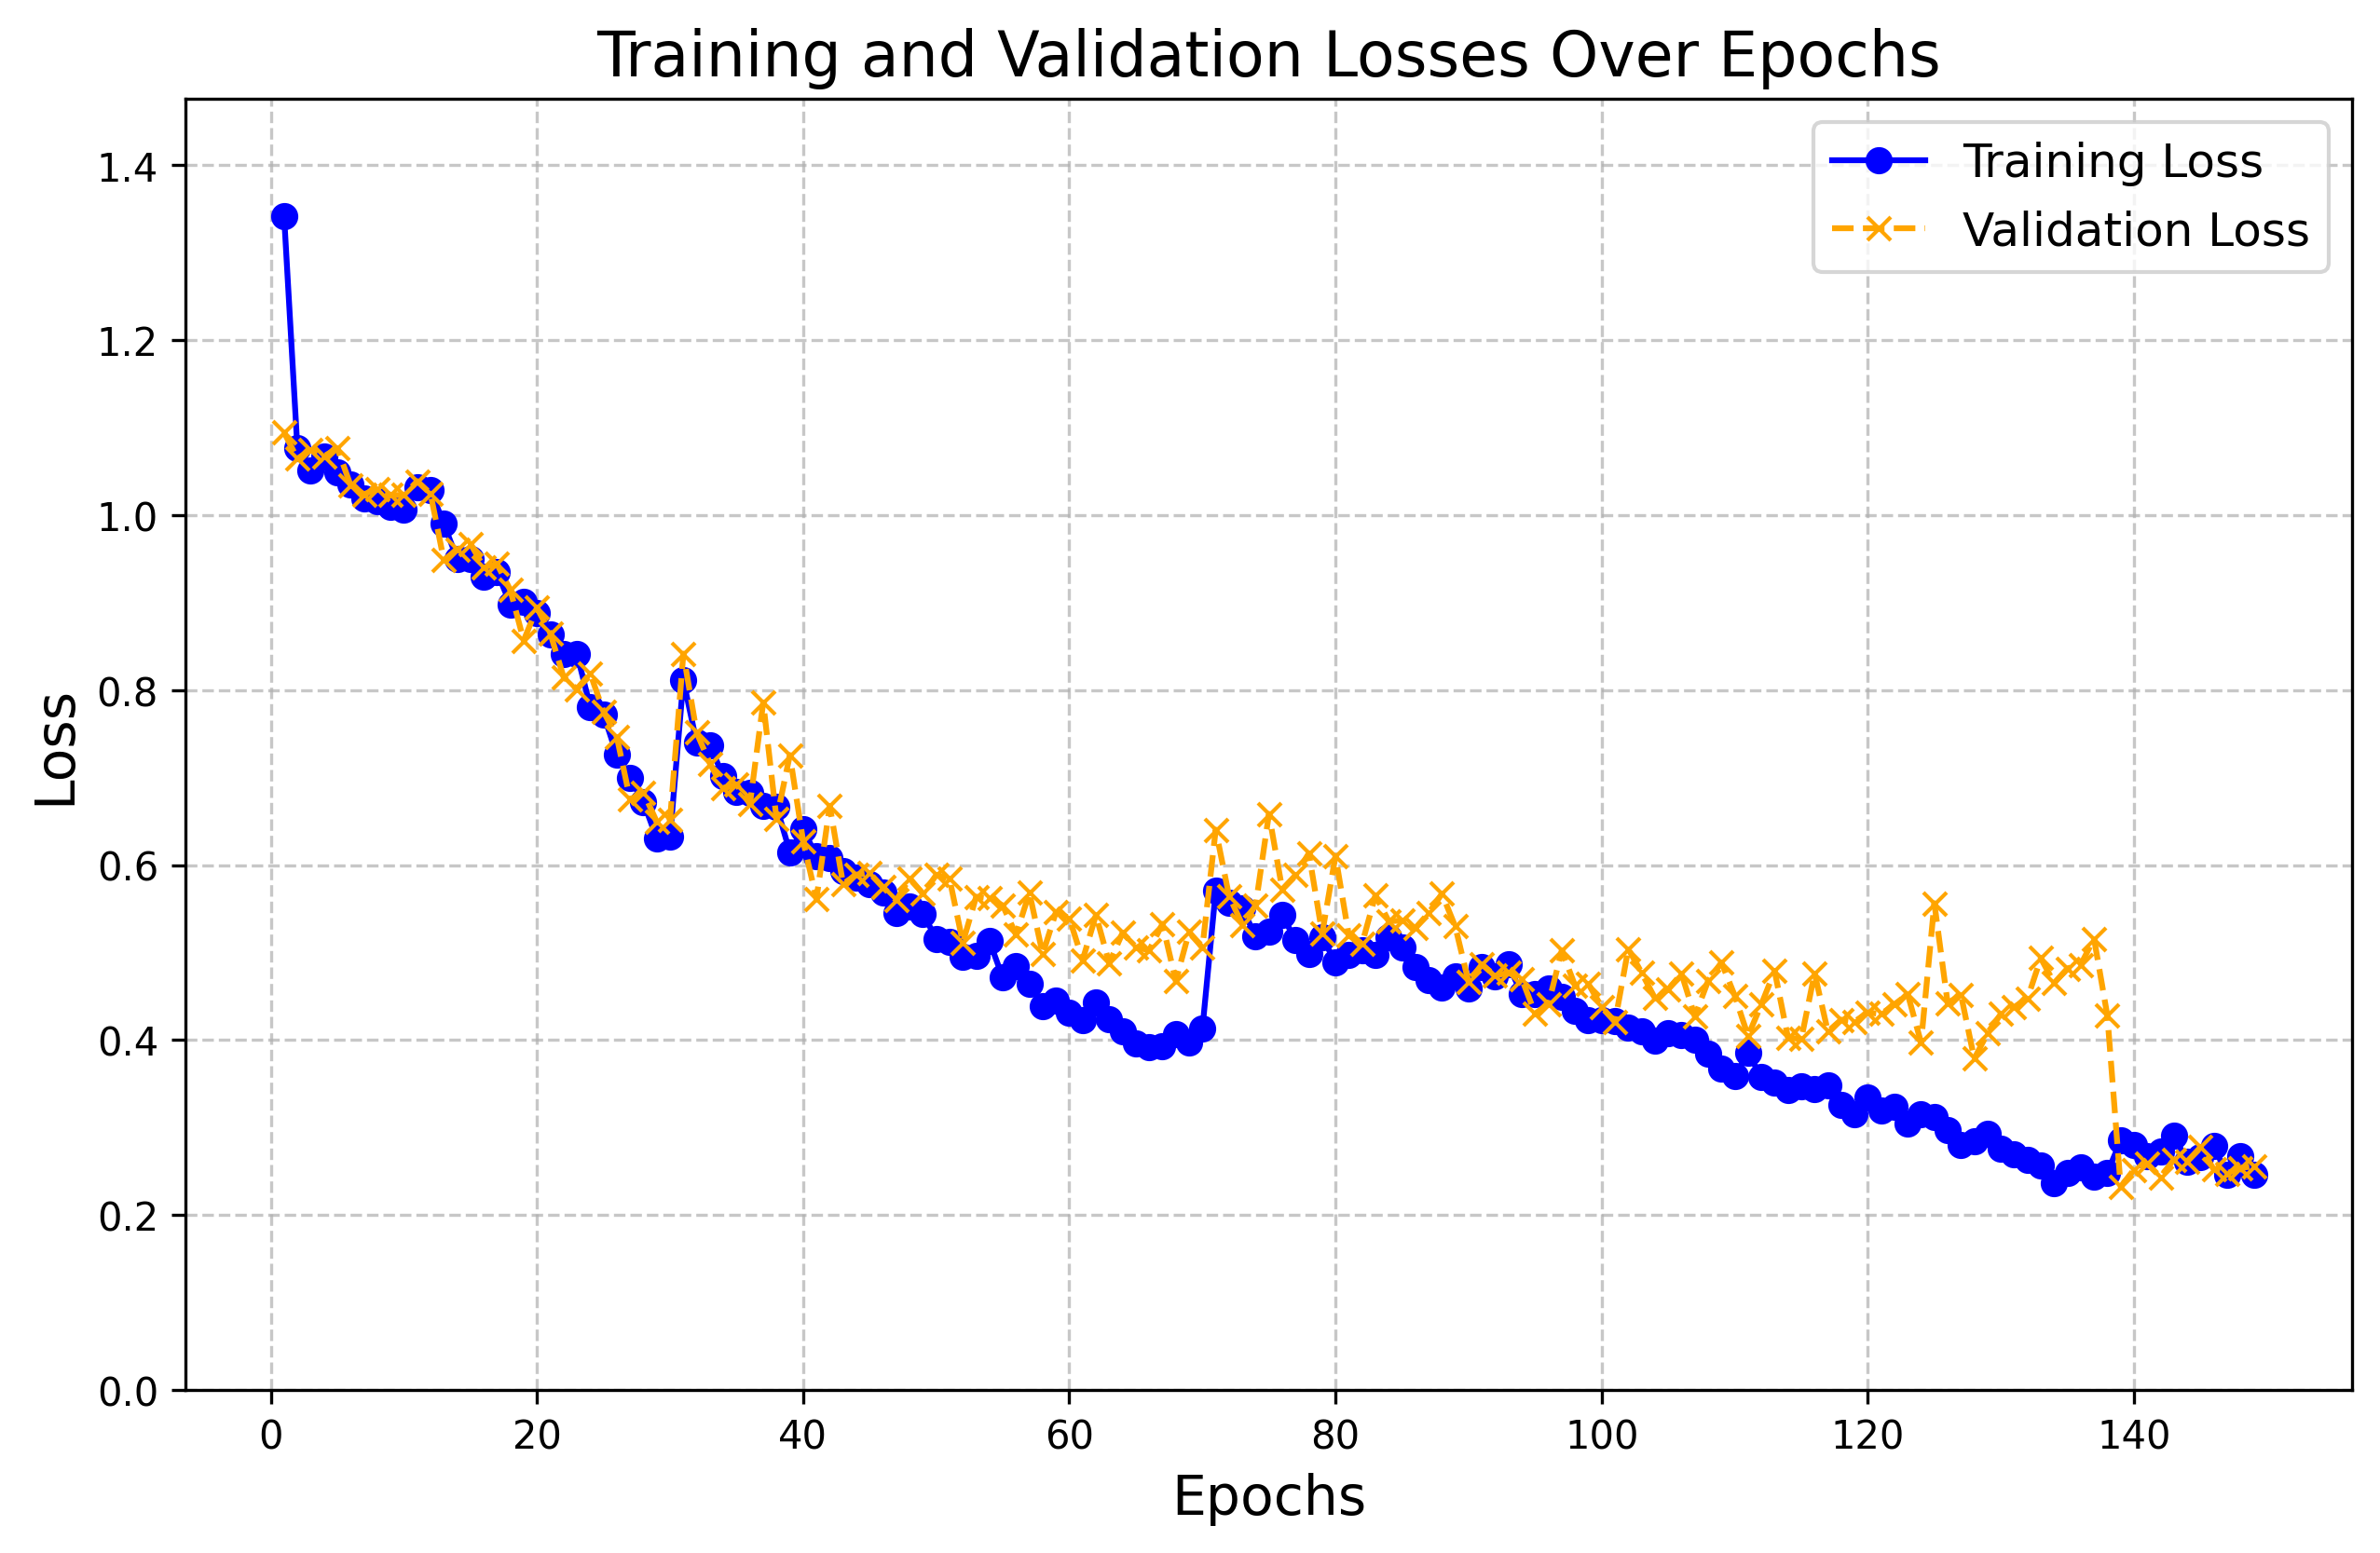 Training and Validation Losses Over Epochs
Training Loss
Validation Loss
Loss
1.4
1.2
1.0
0.8
0.6
0.4
0.2
0.0
0 20 40 60 80 100 120 140
Epochs